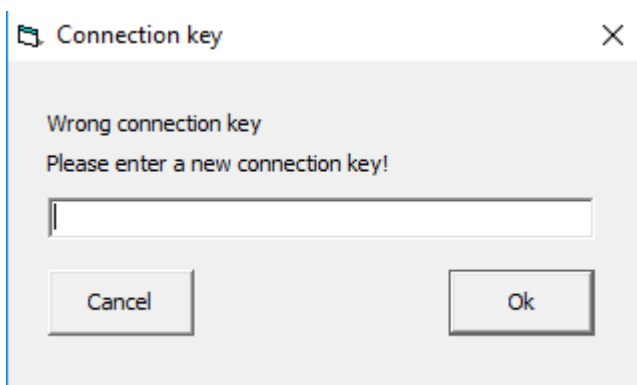 Connection key
Wrong connection key
Please enter a new connection key!
Cancel
Ok